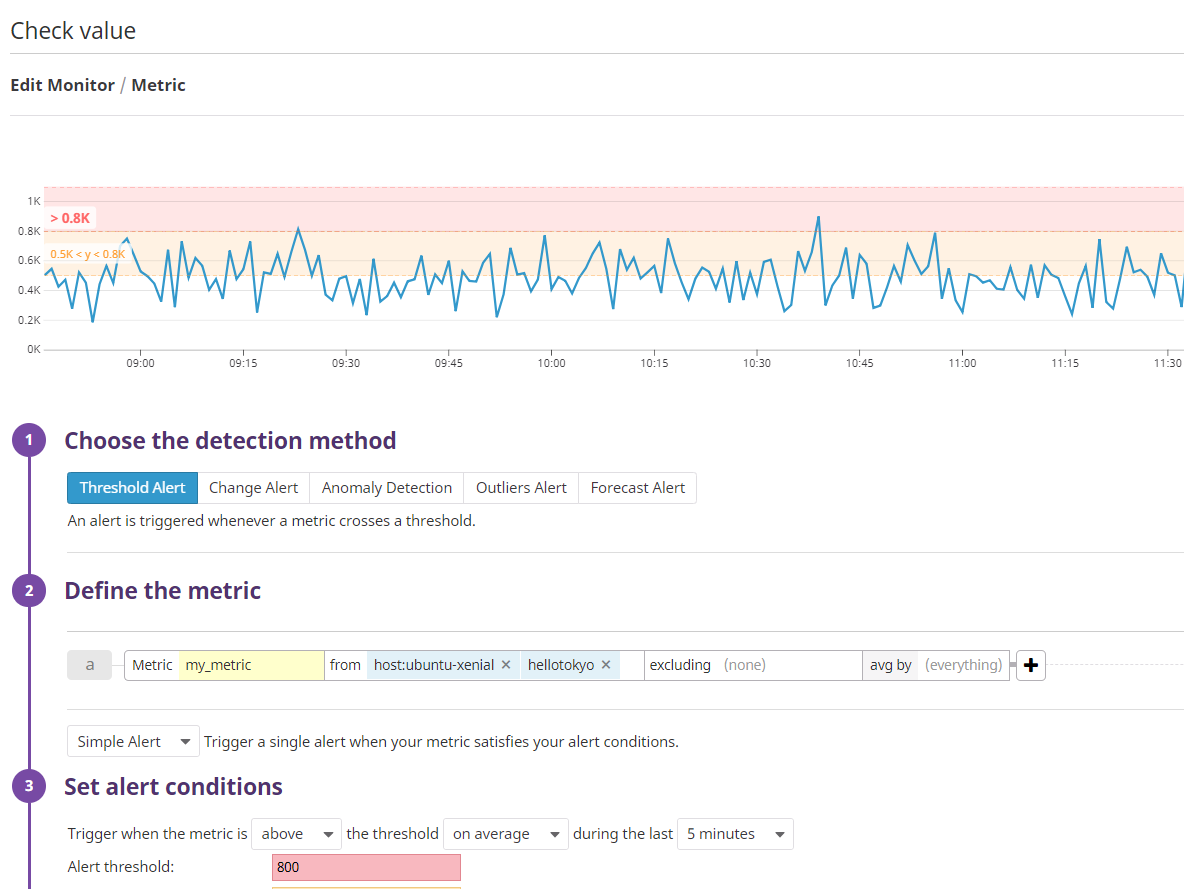 Check value
Edit Monitor / Metric
1K
> 0.8K
0.8K
0.5K < y < 0.8K
0.6K
0.4K
0.2K
0K
09:00 09:15 09:30 09:45 10:00 10:15 10:30 10:45 11:00 11:15 11:30
1 Choose the detection method
Threshold Alert Change Alert Anomaly Detection Outliers Alert Forecast Alert
An alert is triggered whenever a metric crosses a threshold.
2 Define the metric
a Metric my_metric from host:ubuntu-xenial × hellotokyo × excluding (none) avg by (everything) +
Simple Alert Trigger a single alert when your metric satisfies your alert conditions.
3 Set alert conditions
Trigger when the metric is above the threshold on average during the last 5 minutes
Alert threshold: 800